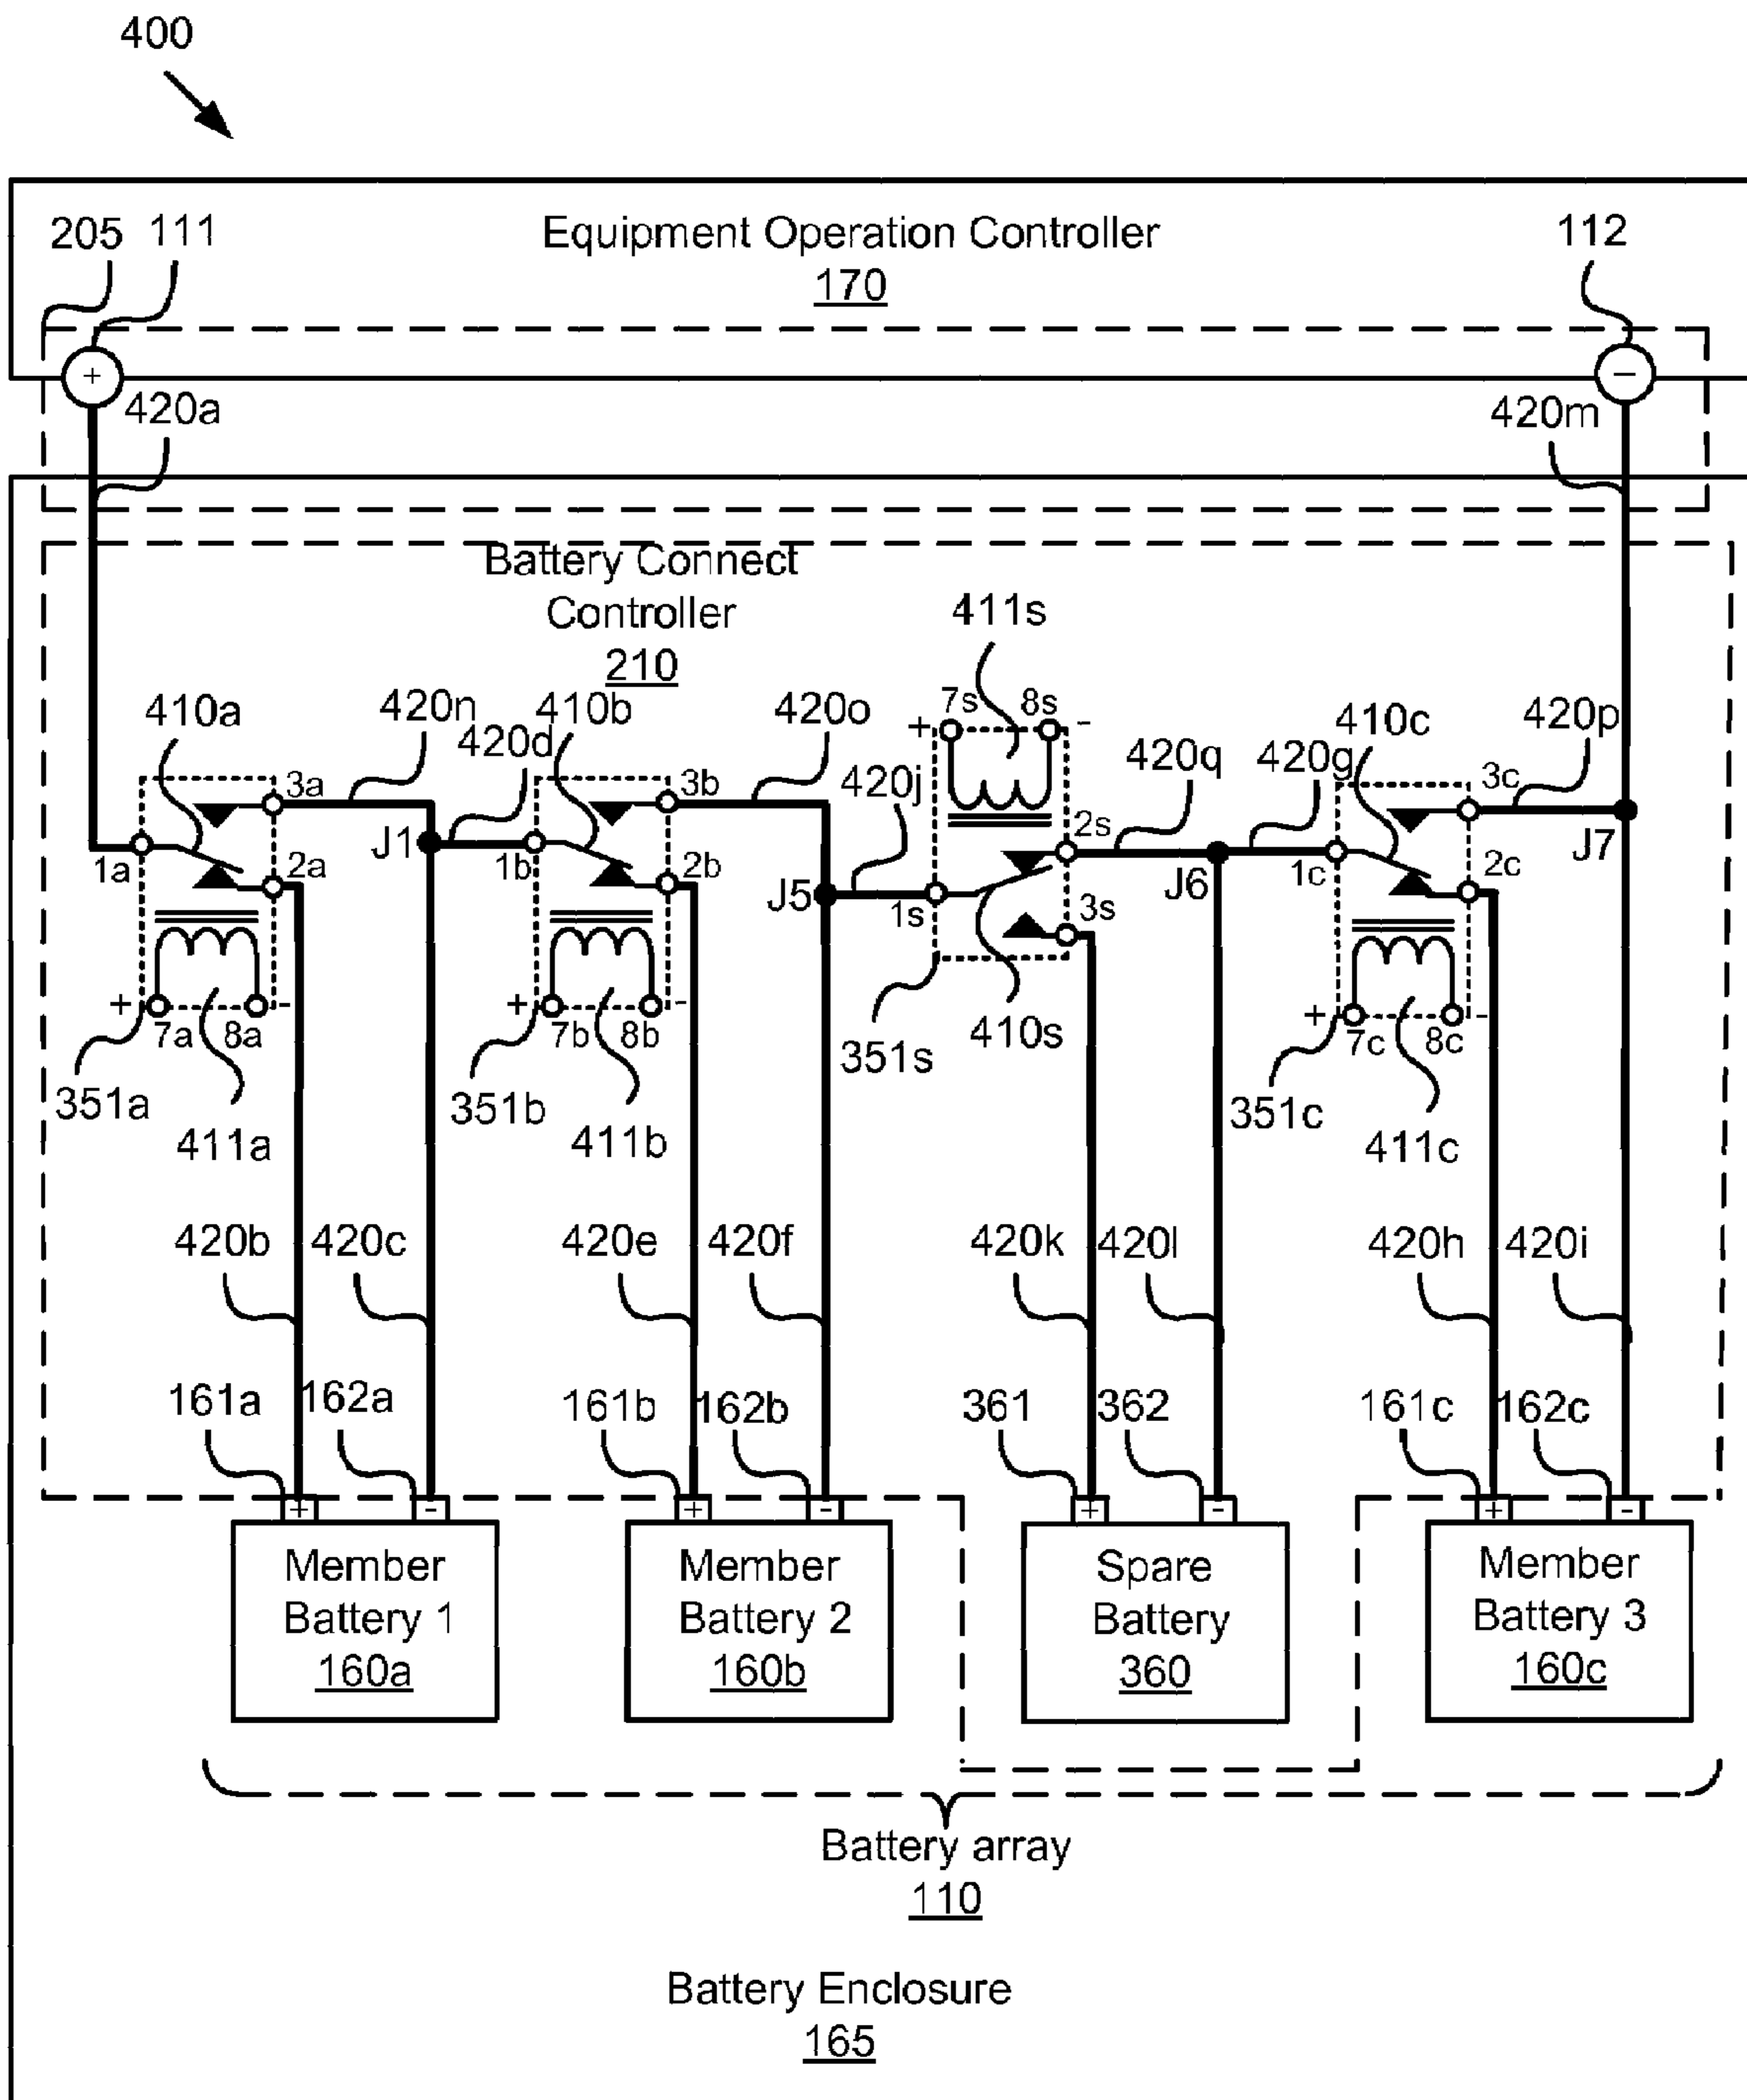 400
205
111
Equipment Operation Controller
170
112
+
−
420a
420m
Battery Connect
Controller
210
411s
7s
8s
+
-
410a
420n
420d
410b
420o
420j
420q
420g
410c
420p
3a
3b
2s
3c
1a
J1
2a
1b
2b
J5
1s
3s
J6
1c
2c
J7
+
7a
8a
-
+
7b
8b
-
351s
410s
+
7c
8c
-
351a
411a
351b
411b
351c
411c
420b
420c
420e
420f
420k
420l
420h
420i
161a
162a
161b
162b
361
362
161c
162c
+
-
+
-
+
-
+
-
Member
Battery 1
160a
Member
Battery 2
160b
Spare
Battery
360
Member
Battery 3
160c
Battery array
110
Battery Enclosure
165